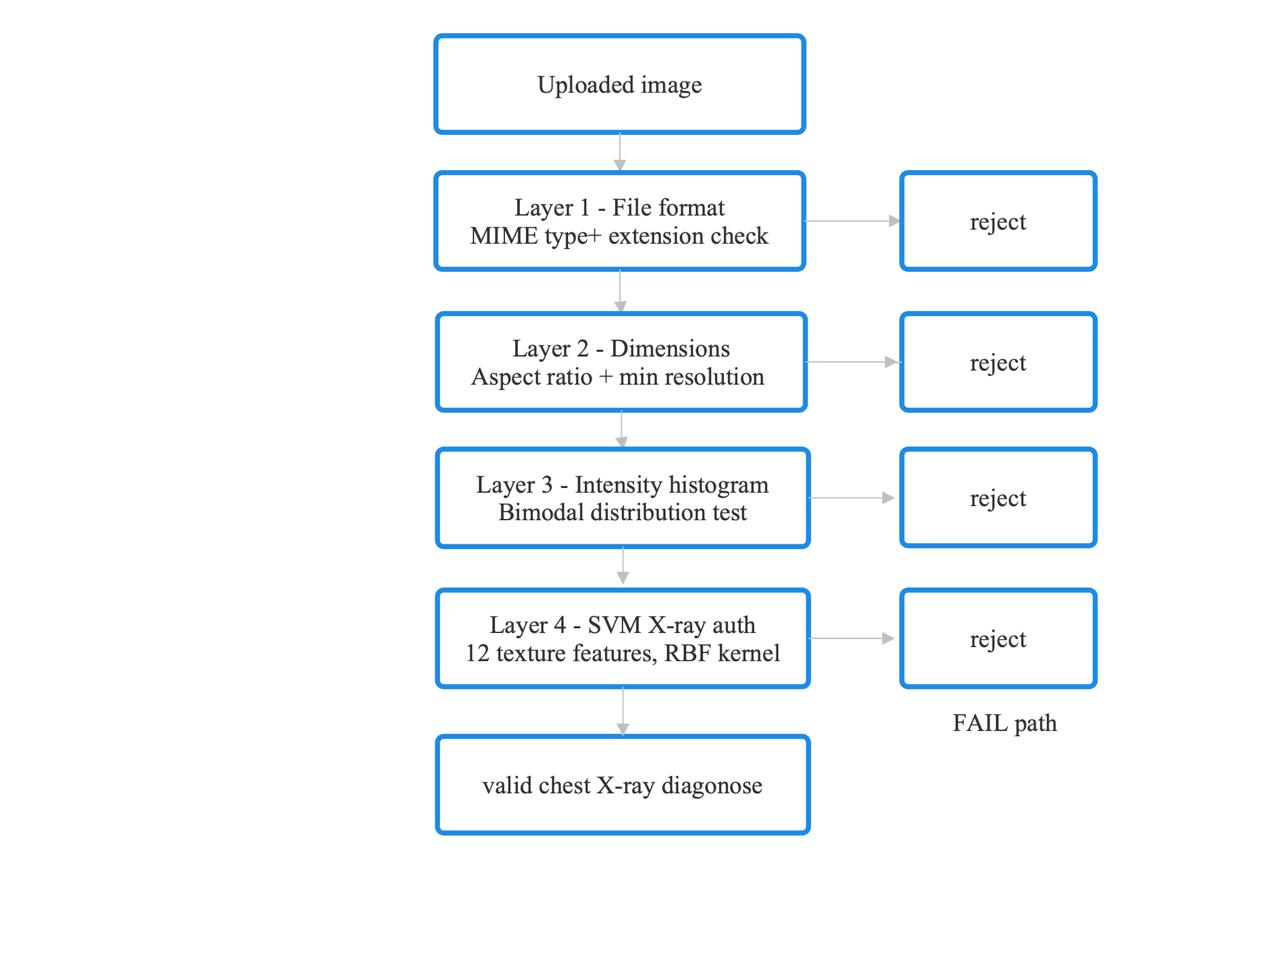 Uploaded image
Layer 1 - File format
MIME type+ extension check
reject
Layer 2 - Dimensions
Aspect ratio + min resolution
reject
Layer 3 - Intensity histogram
Bimodal distribution test
reject
Layer 4 - SVM X-ray auth
12 texture features, RBF kernel
reject
FAIL path
valid chest X-ray diagonose